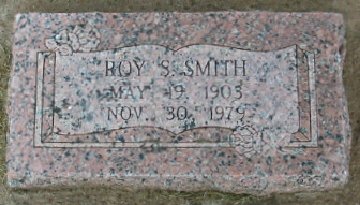 ROY S. SMITH
MAY 19 1903
NOV. 30, 1979